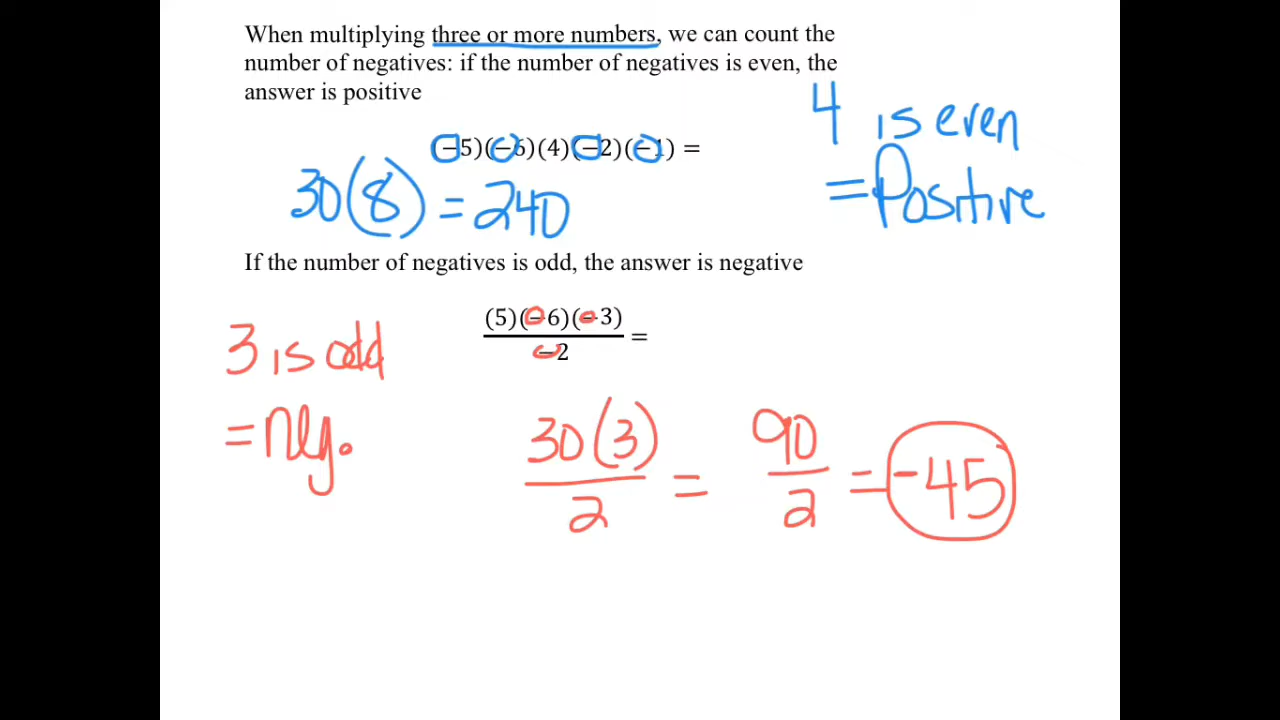 When multiplying three or more numbers, we can count the
number of negatives: if the number of negatives is even, the
answer is positive
4 is even
(−5)(−6)(4)(−2)(−1) =
= Positive
30(8) = 240
If the number of negatives is odd, the answer is negative
(5)(−6)(−3)
−2
=
3 is odd
= neg.
30(3)
2
=
90
2
= -45